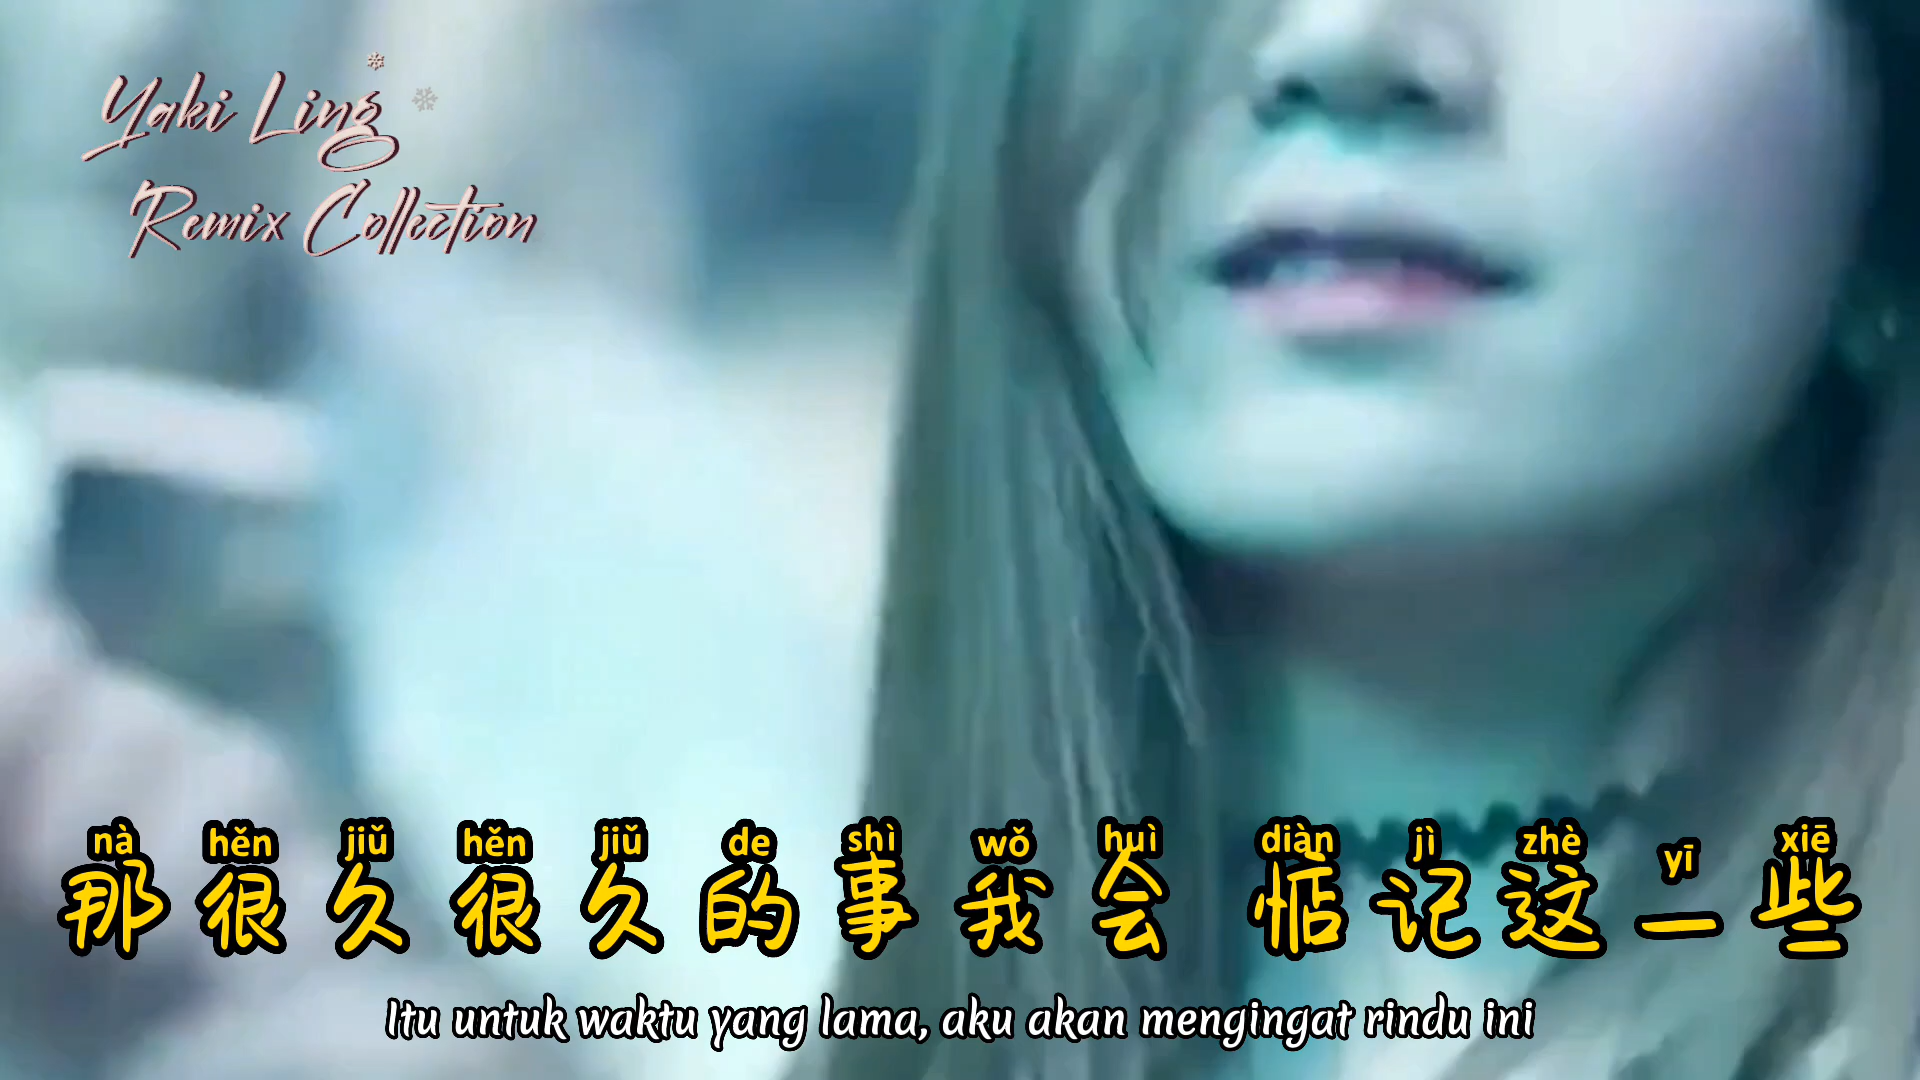 Yaki Ling
Remix Collection
nà hěn jiǔ hěn jiǔ de shì wǒ huì diàn jì zhè yī xiē
那很久很久的事我会 惦记这一些
Itu untuk waktu yang lama, aku akan mengingat rindu ini